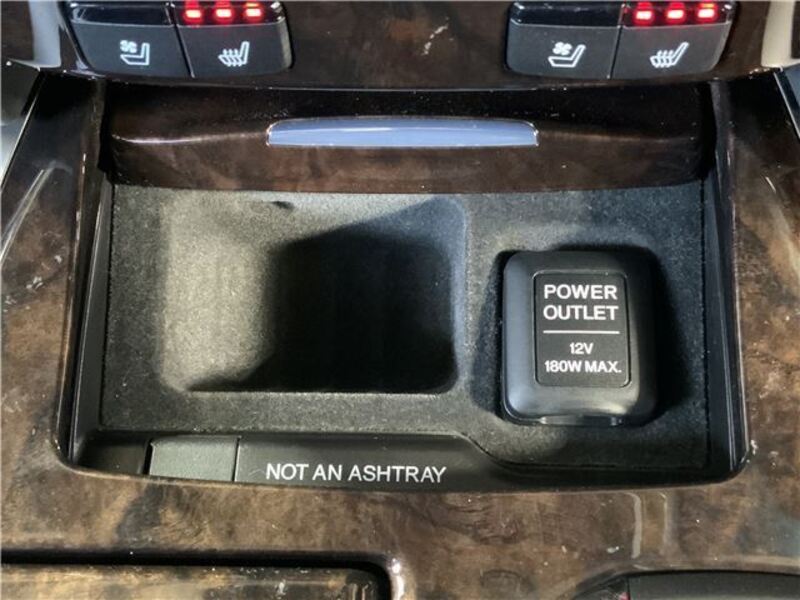 POWER
OUTLET
12V
180W MAX.
NOT AN ASHTRAY